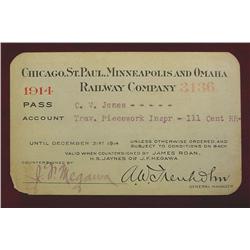 CHICAGO, ST. PAUL, MINNEAPOLIS AND OMAHA
RAILWAY COMPANY 3136
1914
PASS C. V. Jones - - - - -
ACCOUNT Trav. Piecework Inspr - Ill Cent RR-
UNTIL DECEMBER 31ST 1914 UNLESS OTHERWISE ORDERED, AND
SUBJECT TO CONDITIONS ON BACK
VALID WHEN COUNTERSIGNED BY JAMES ROAN,
H.S. JAYNES OR J.F. MEGAWA
COUNTERSIGNED BY
J. F. Megawa
GENERAL MANAGER